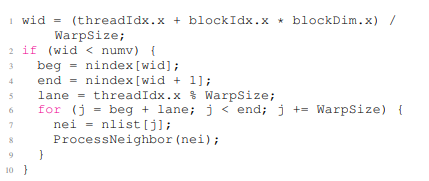 1 wid = (threadIdx.x + blockIdx.x * blockDim.x) /
WarpSize;
2 if (wid < numv) {
3 beg = nindex[wid];
4 end = nindex[wid + 1];
5 lane = threadIdx.x % WarpSize;
6 for (j = beg + lane; j < end; j += WarpSize) {
7 nei = nlist[j];
8 ProcessNeighbor(nei);
9 }
10 }